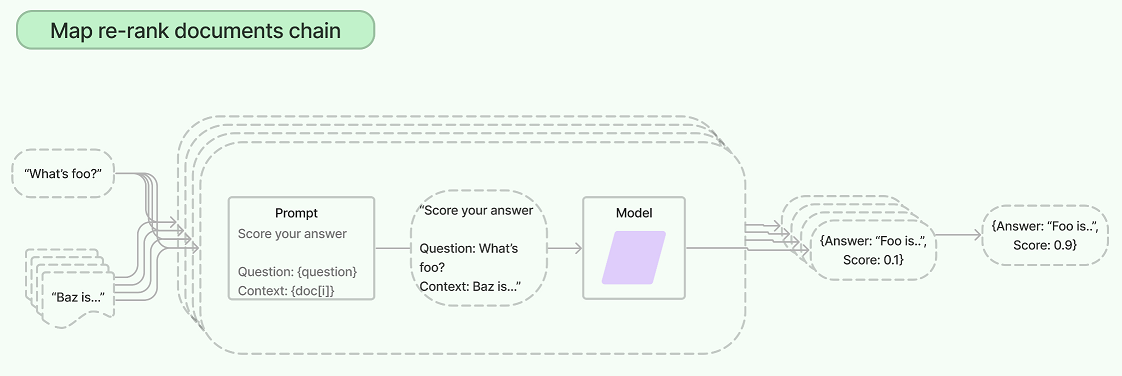 Map re-rank documents chain
“What’s foo?”
“Baz is...”
Prompt
Score your answer
Question: {question}
Context: {doc[i]}
“Score your answer
Question: What’s
foo?
Context: Baz is...”
Model
{Answer: “Foo is..”,
Score: 0.1}
{Answer: “Foo is..”,
Score: 0.9}